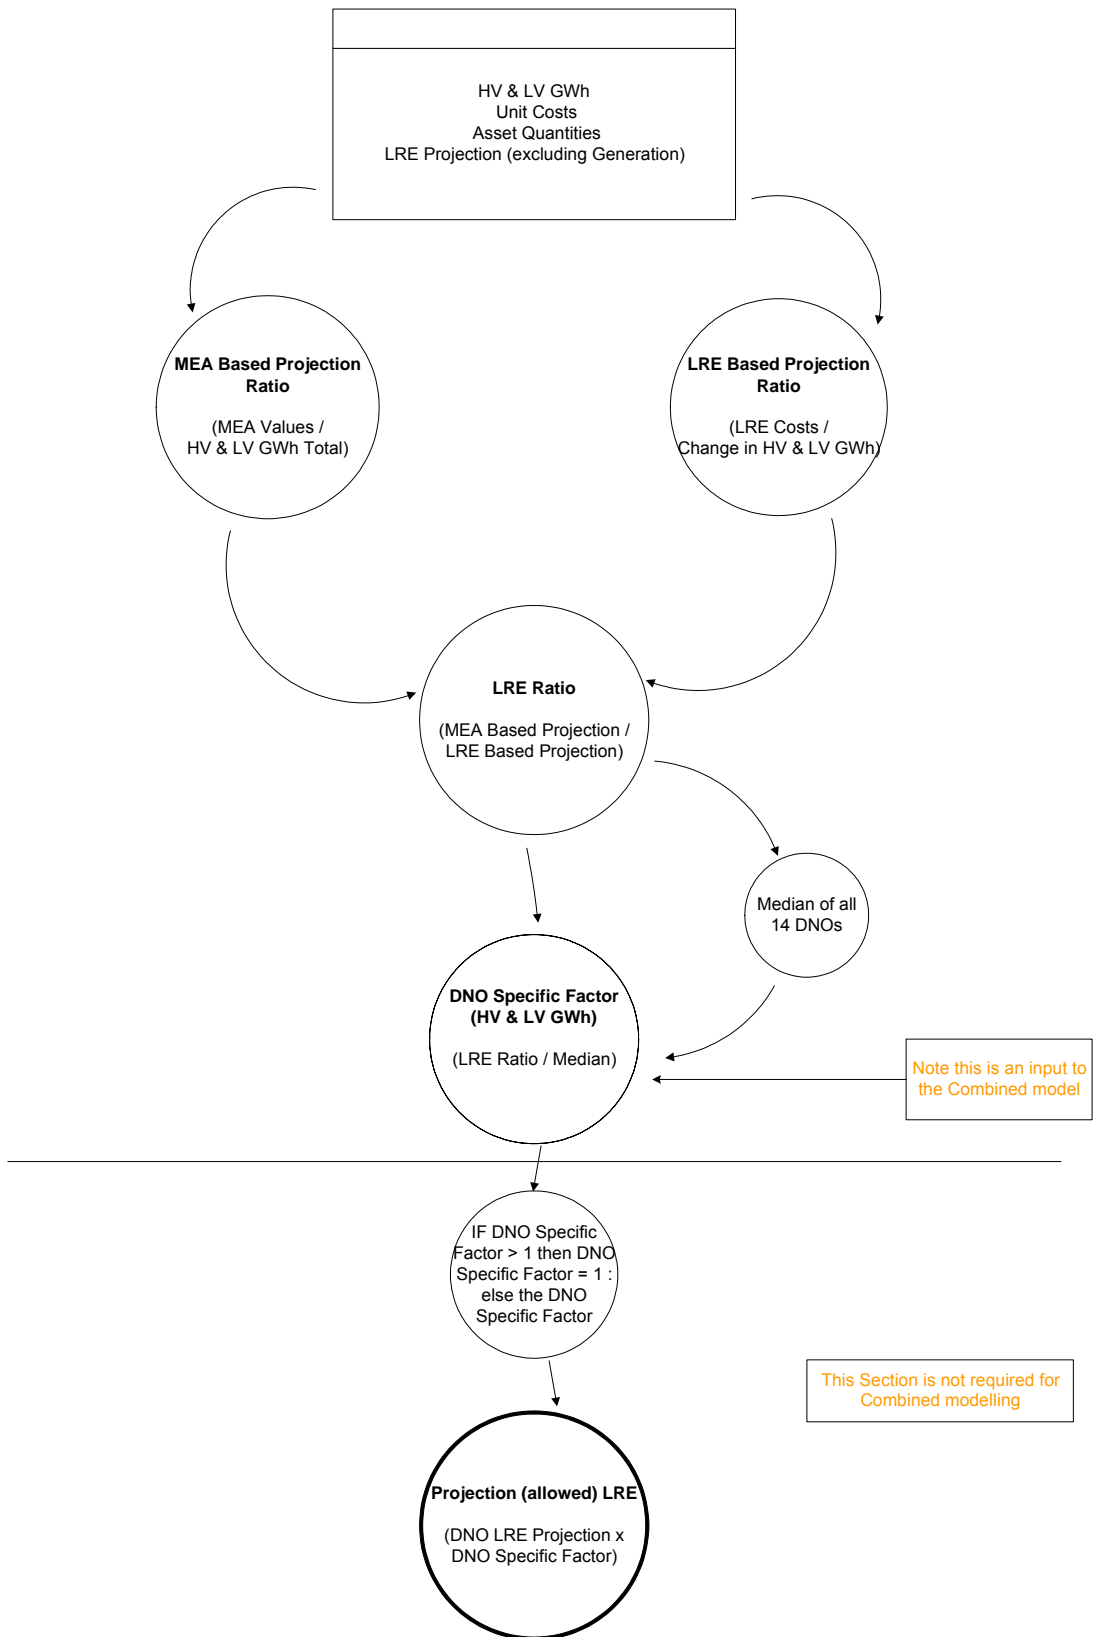 HV & LV GWh
Unit Costs
Asset Quantities
LRE Projection (excluding Generation)
MEA Based Projection
Ratio
(MEA Values /
HV & LV GWh Total)
LRE Based Projection
Ratio
(LRE Costs /
Change in HV & LV GWh)
LRE Ratio
(MEA Based Projection /
LRE Based Projection)
Median of all
14 DNOs
DNO Specific Factor
(HV & LV GWh)
(LRE Ratio / Median)
Note this is an input to
the Combined model
IF DNO Specific
Factor > 1 then DNO
Specific Factor = 1 :
else the DNO
Specific Factor
This Section is not required for
Combined modelling
Projection (allowed) LRE
(DNO LRE Projection x
DNO Specific Factor)